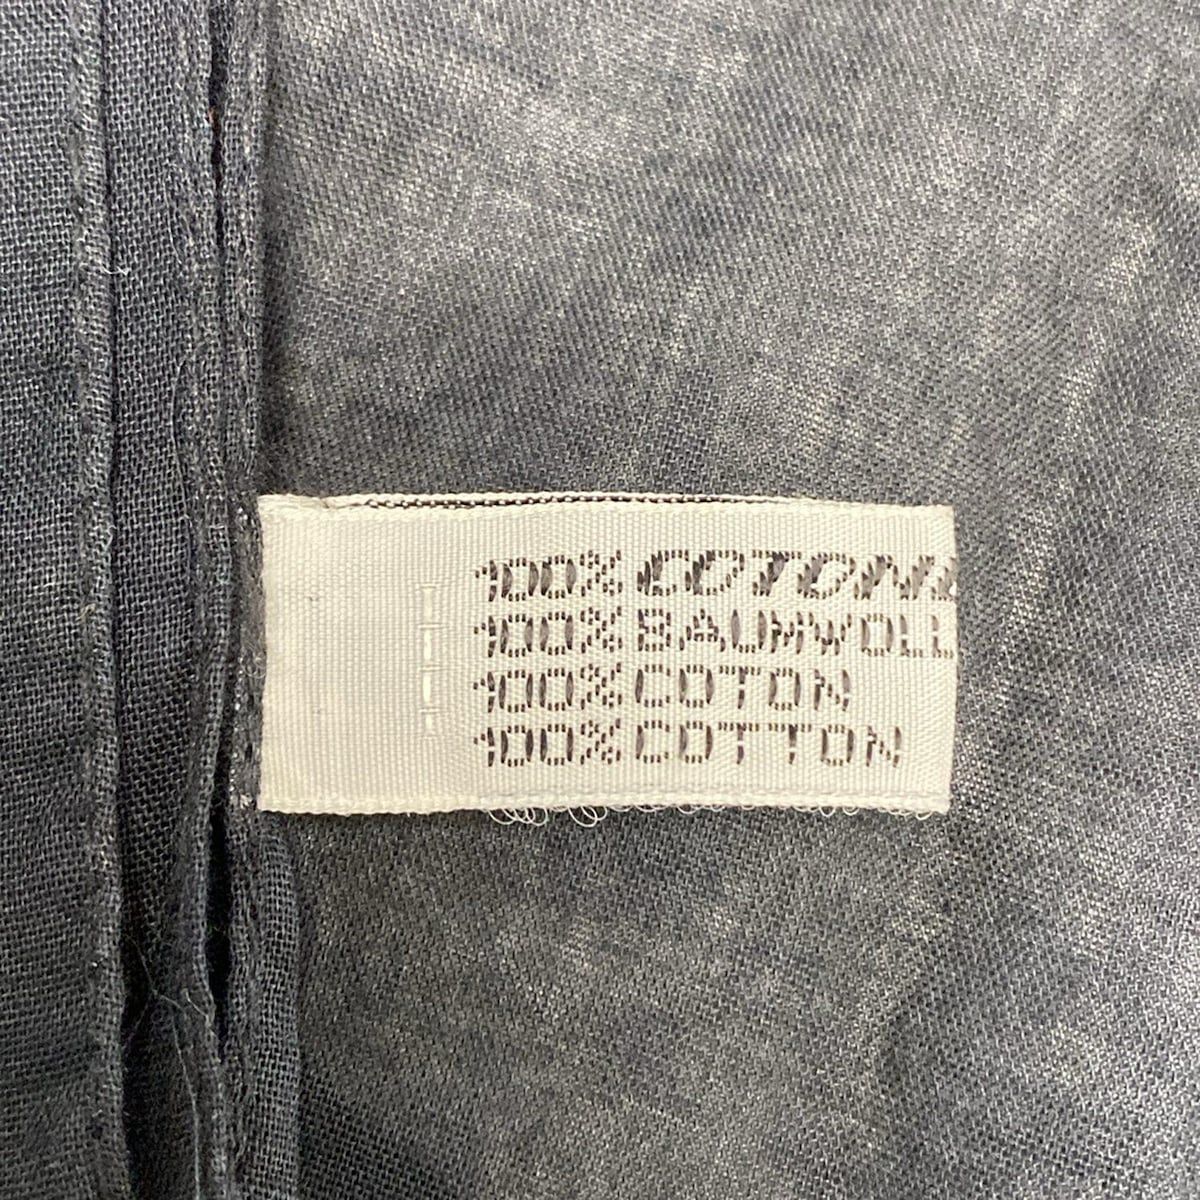 100% COTONE
100% BAUMWOLL
100% COTON
100% COTTON